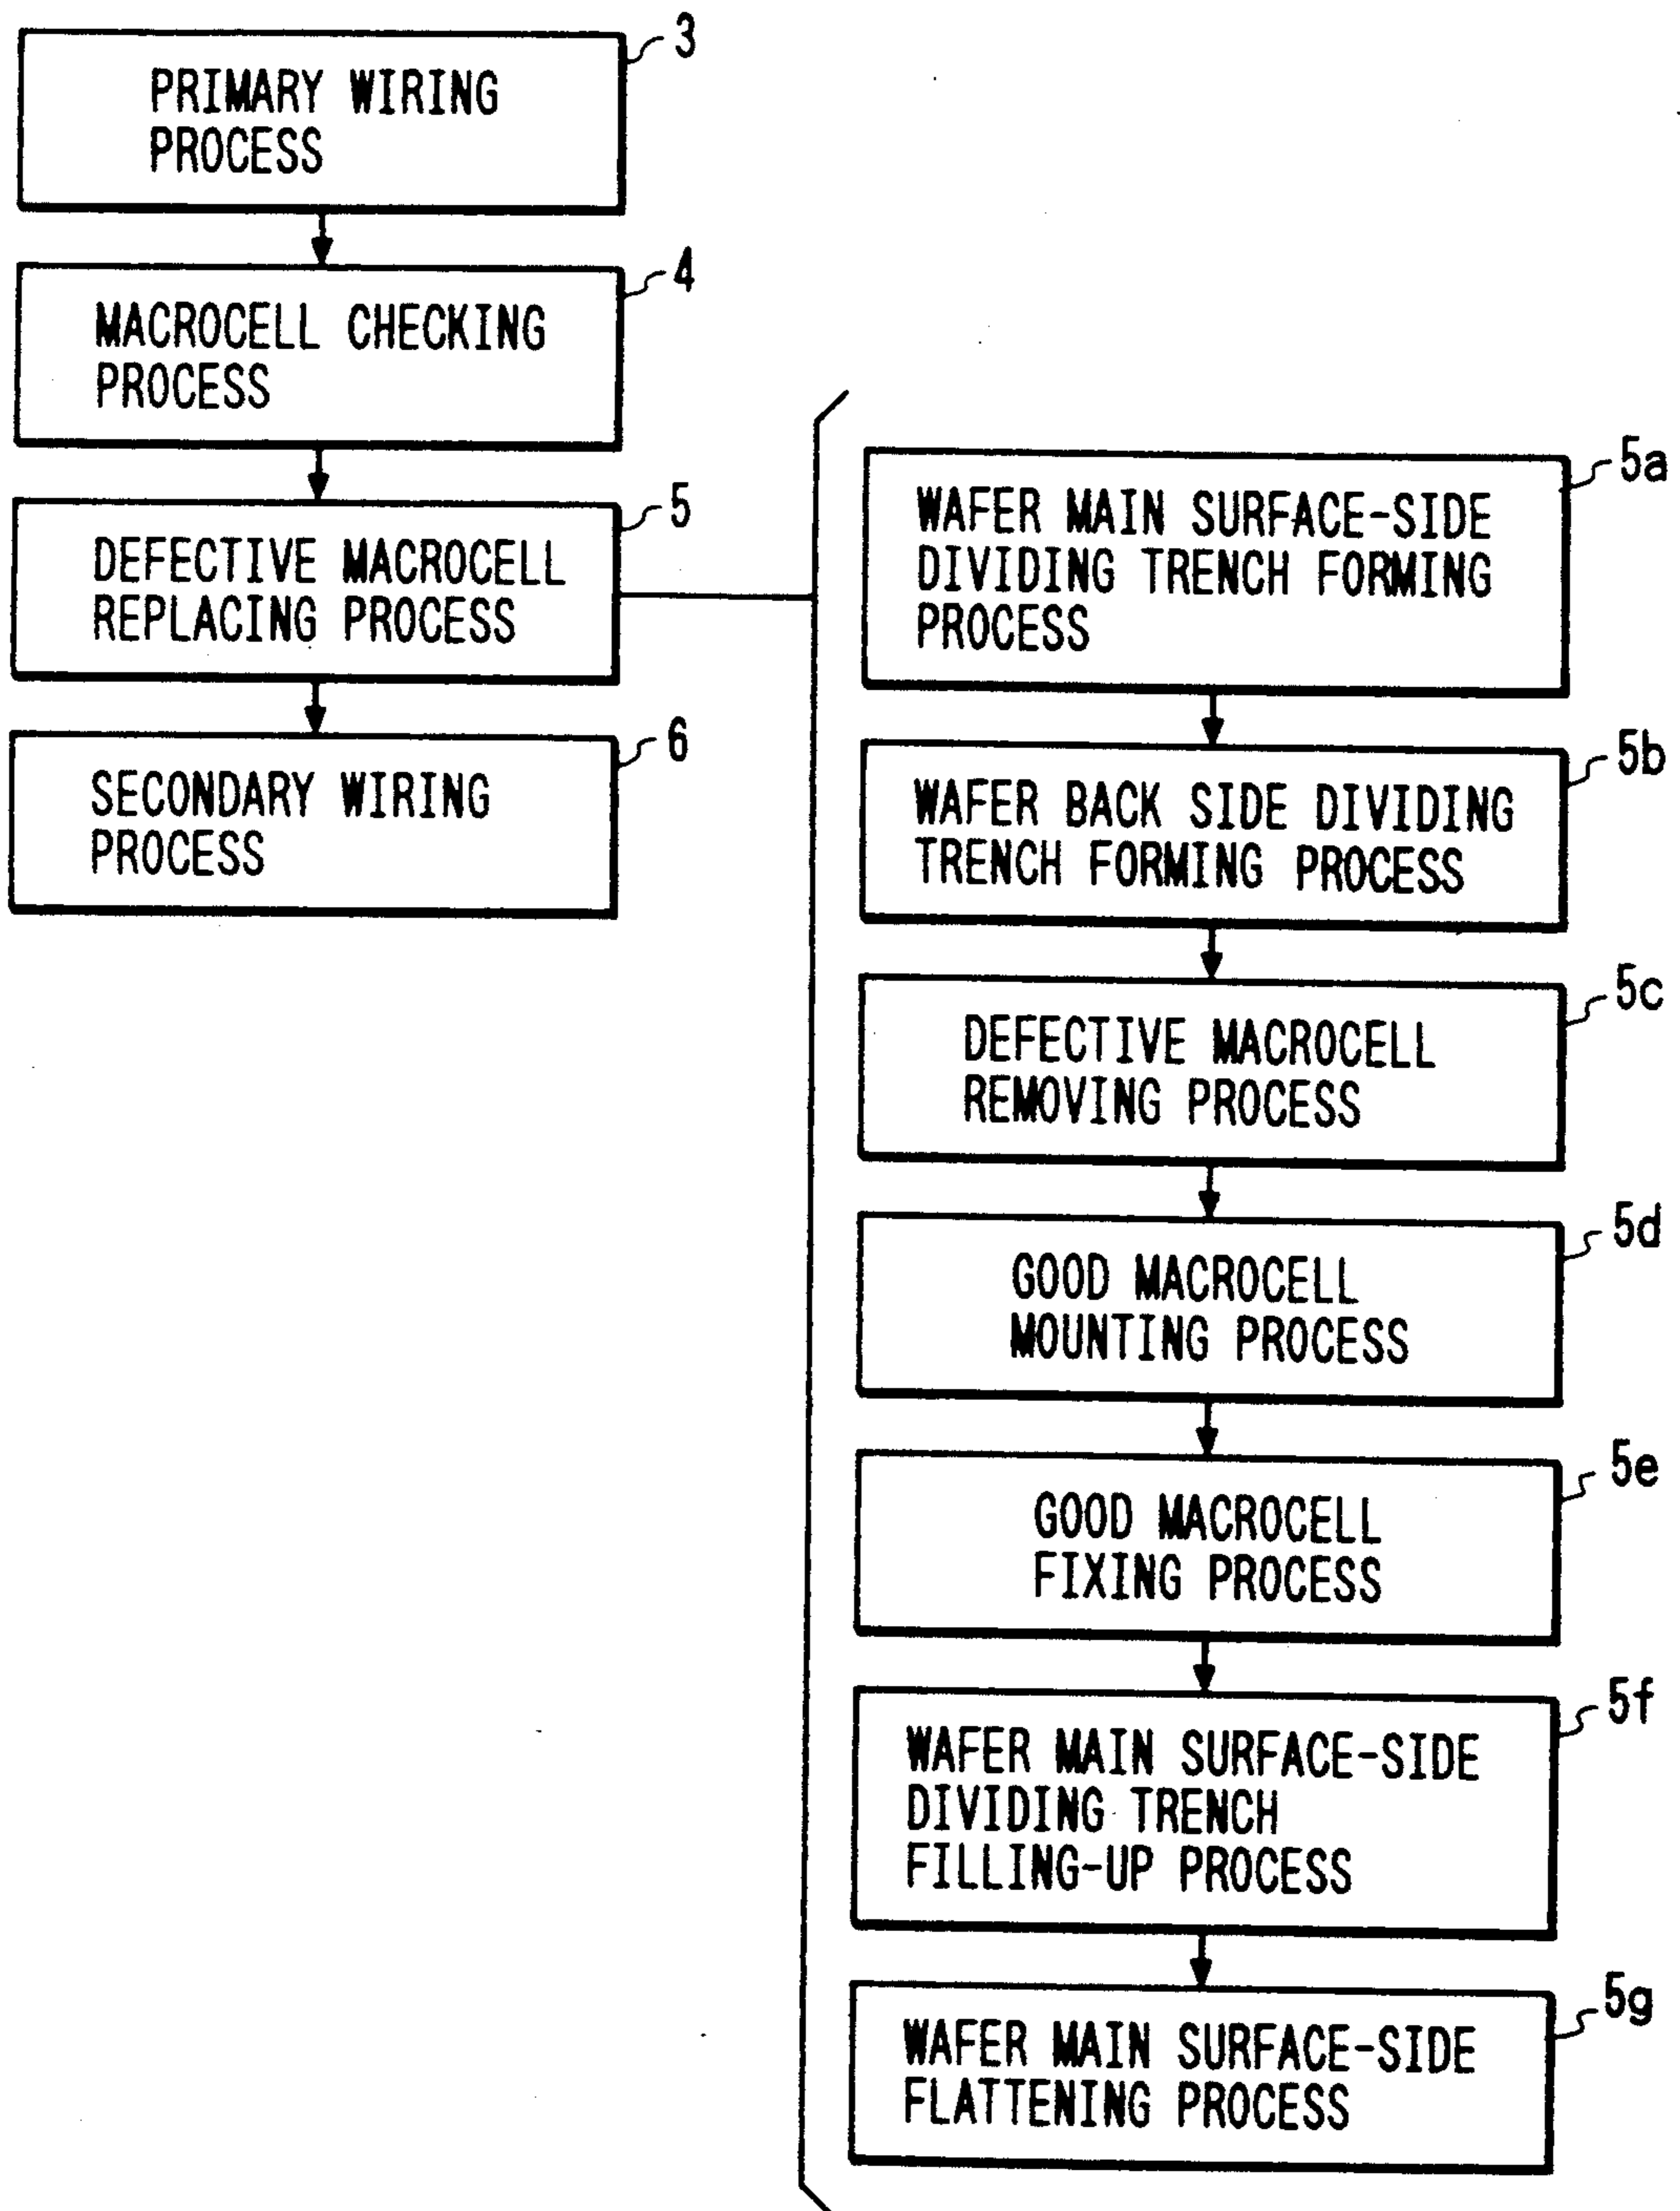 3
PRIMARY WIRING
PROCESS
4
MACROCELL CHECKING
PROCESS
5
DEFECTIVE MACROCELL
REPLACING PROCESS
6
SECONDARY WIRING
PROCESS
5a
WAFER MAIN SURFACE-SIDE
DIVIDING TRENCH FORMING
PROCESS
5b
WAFER BACK SIDE DIVIDING
TRENCH FORMING PROCESS
5c
DEFECTIVE MACROCELL
REMOVING PROCESS
5d
GOOD MACROCELL
MOUNTING PROCESS
5e
GOOD MACROCELL
FIXING PROCESS
5f
WAFER MAIN SURFACE-SIDE
DIVIDING TRENCH
FILLING-UP PROCESS
5g
WAFER MAIN SURFACE-SIDE
FLATTENING PROCESS